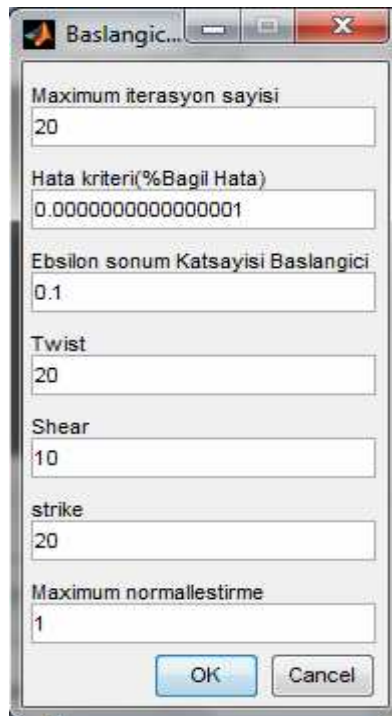 Baslangic...
Maximum iterasyon sayisi
20
Hata kriteri(%Bagil Hata)
0.0000000000000001
Ebsilon sonum Katsayisi Baslangici
0.1
Twist
20
Shear
10
strike
20
Maximum normallestirme
1
OK Cancel